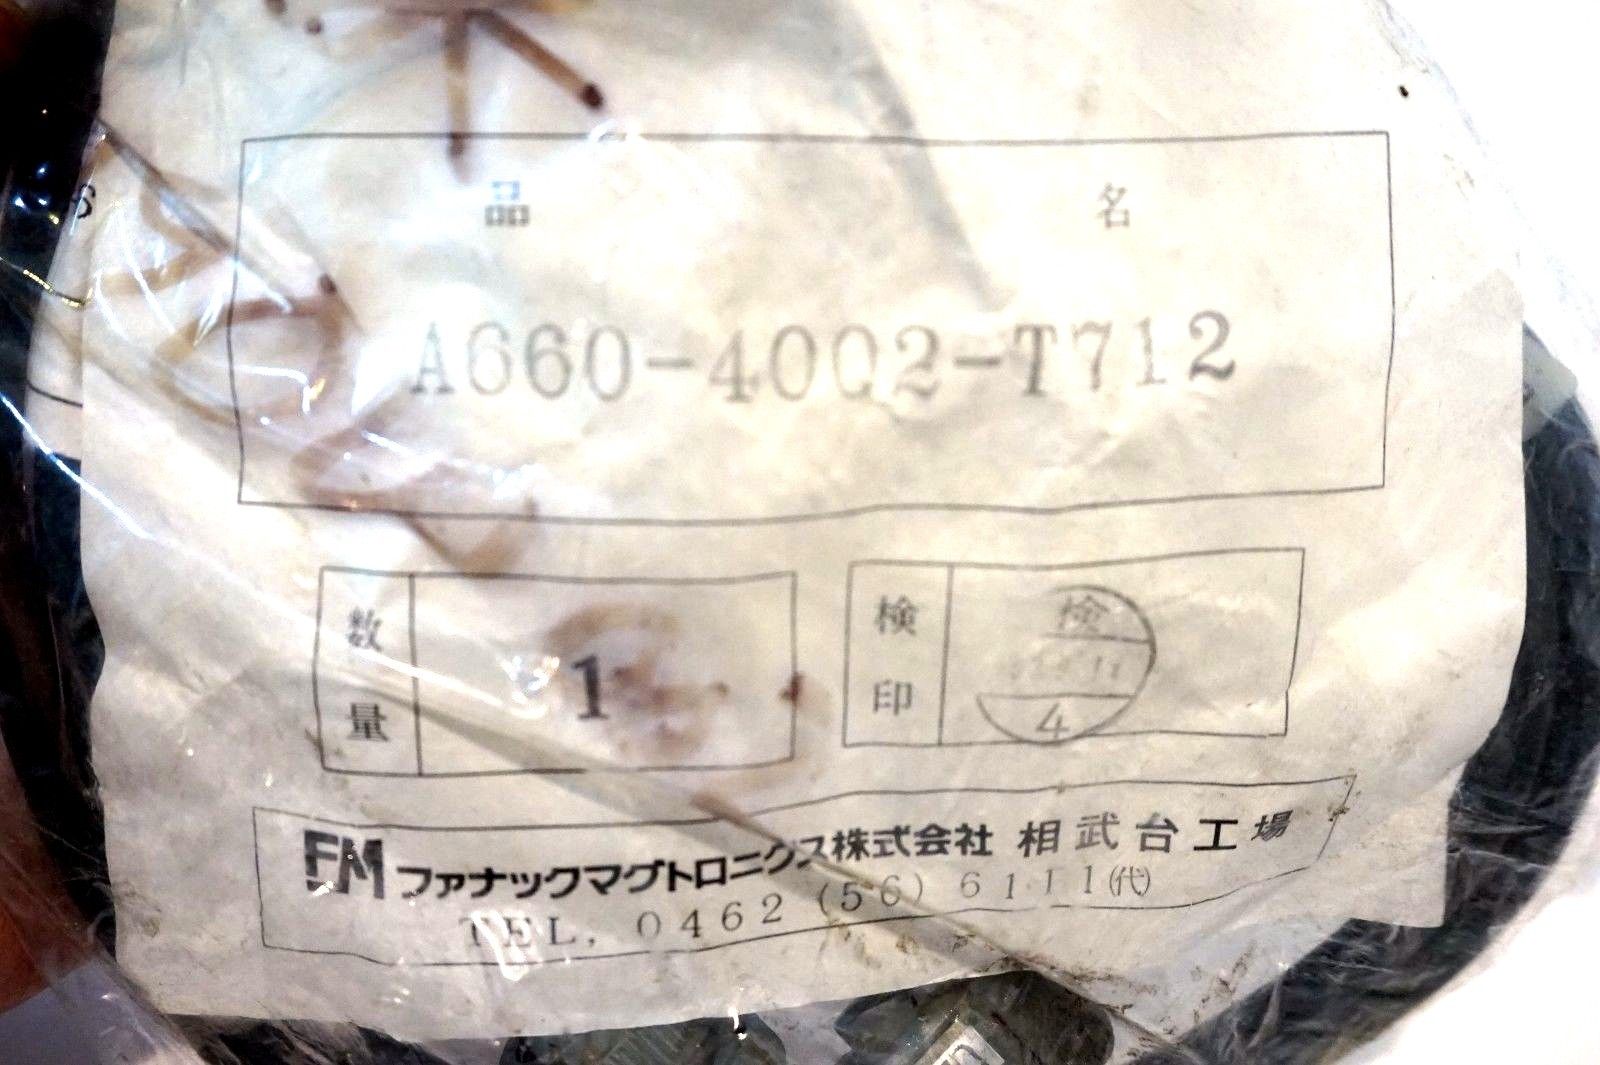 品 名
A660-4002-T712
数量 1
検印 検 4
FM ファナックマグトロニクス株式会社 相武台工場
TEL. 0462 (56) 6111(代)